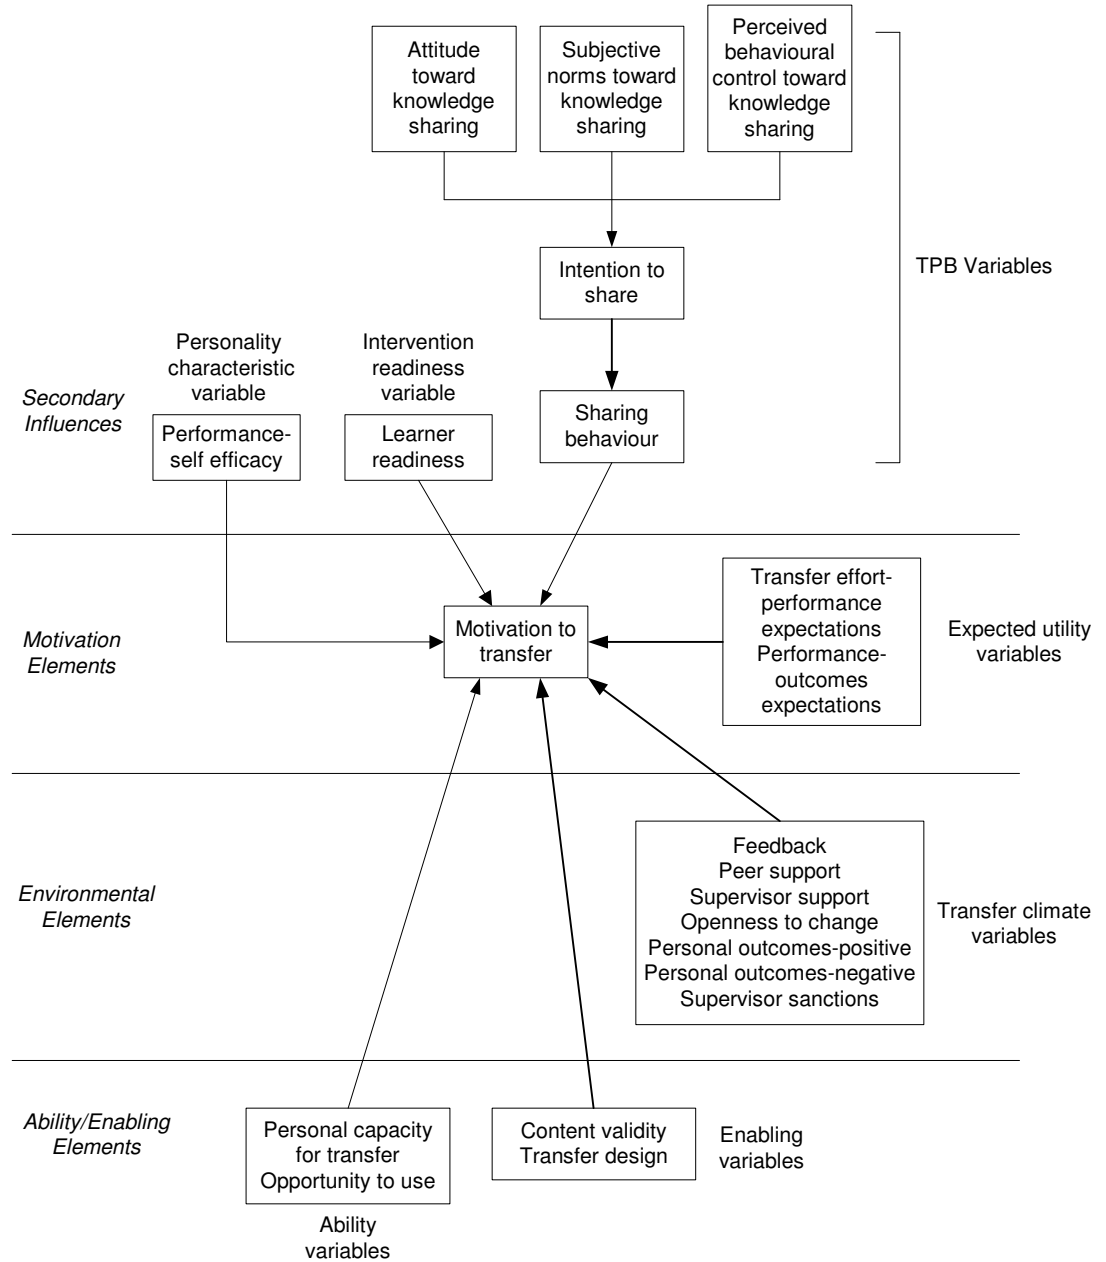 Attitude
toward
knowledge
sharing
Subjective
norms toward
knowledge
sharing
Perceived
behavioural
control toward
knowledge
sharing
TPB Variables
Intention to
share
Personality
characteristic
variable
Intervention
readiness
variable
Secondary
Influences
Performance-
self efficacy
Learner
readiness
Sharing
behaviour
Motivation
Elements
Motivation to
transfer
Transfer effort-
performance
expectations
Performance-
outcomes
expectations
Expected utility
variables
Environmental
Elements
Feedback
Peer support
Supervisor support
Openness to change
Personal outcomes-positive
Personal outcomes-negative
Supervisor sanctions
Transfer climate
variables
Ability/Enabling
Elements
Personal capacity
for transfer
Opportunity to use
Ability
variables
Content validity
Transfer design
Enabling
variables